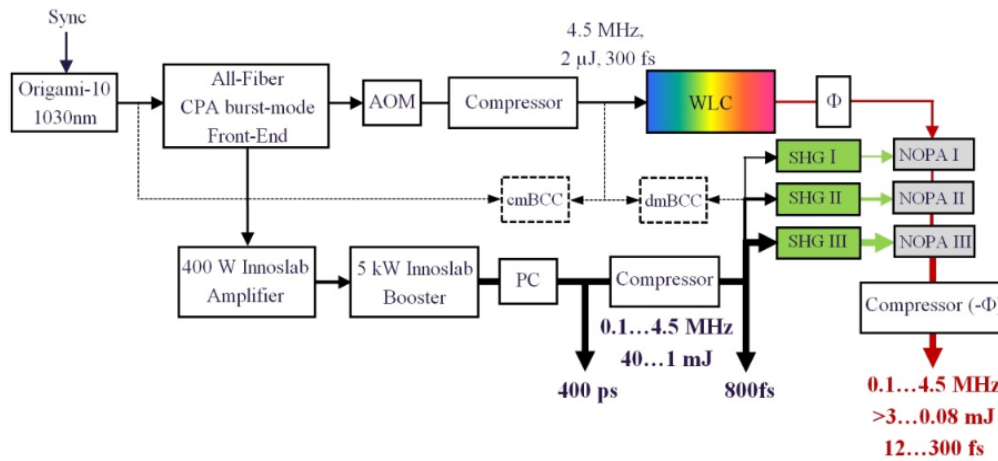 Sync
Origami-10
1030nm
All-Fiber
CPA burst-mode
Front-End
AOM
Compressor
4.5 MHz,
2 µJ, 300 fs
WLC
Φ
SHG I
NOPA I
SHG II
NOPA II
SHG III
NOPA III
cmBCC
dmBCC
400 W Innoslab
Amplifier
5 kW Innoslab
Booster
PC
Compressor
0.1…4.5 MHz
40…1 mJ
400 ps
800fs
Compressor (-Φ)
0.1…4.5 MHz
>3…0.08 mJ
12…300 fs